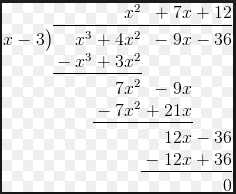 x² + 7x + 12
x − 3) x³ + 4x² − 9x − 36
− x³ + 3x²
7x² − 9x
− 7x² + 21x
12x − 36
− 12x + 36
0